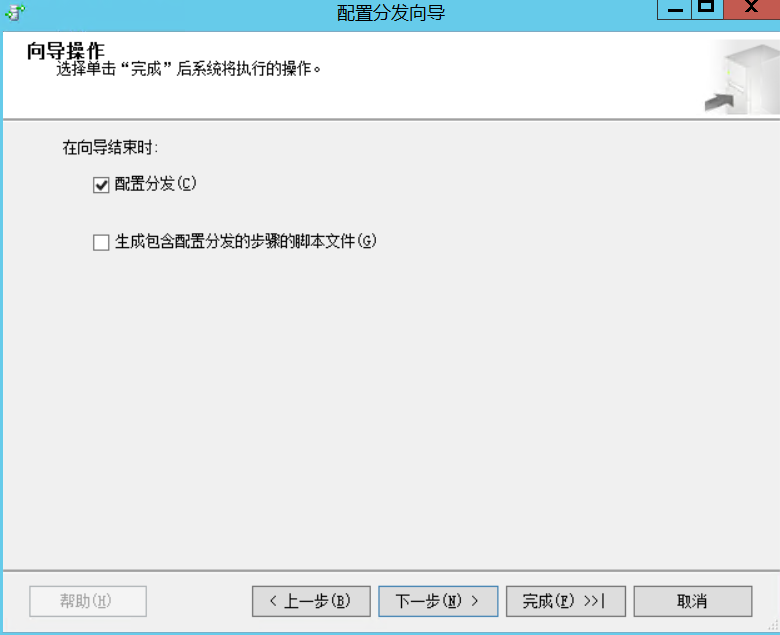 配置分发向导
向导操作
选择单击“完成”后系统将执行的操作。
在向导结束时:
配置分发(C)
生成包含配置分发的步骤的脚本文件(G)
帮助(H)
< 上一步(B)
下一步(N) >
完成(F) >>|
取消